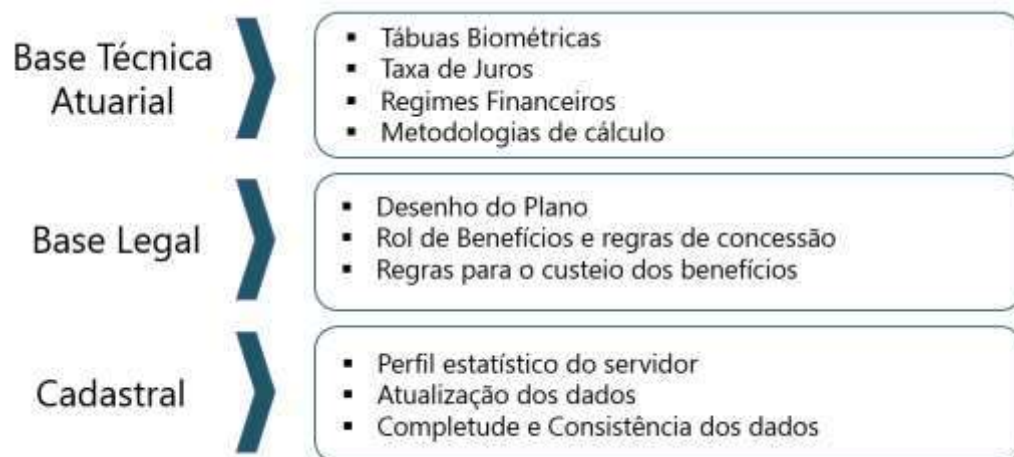 Base Técnica
Atuarial
▪ Tábuas Biométricas
▪ Taxa de Juros
▪ Regimes Financeiros
▪ Metodologias de cálculo
Base Legal
▪ Desenho do Plano
▪ Rol de Benefícios e regras de concessão
▪ Regras para o custeio dos benefícios
Cadastral
▪ Perfil estatístico do servidor
▪ Atualização dos dados
▪ Completude e Consistência dos dados